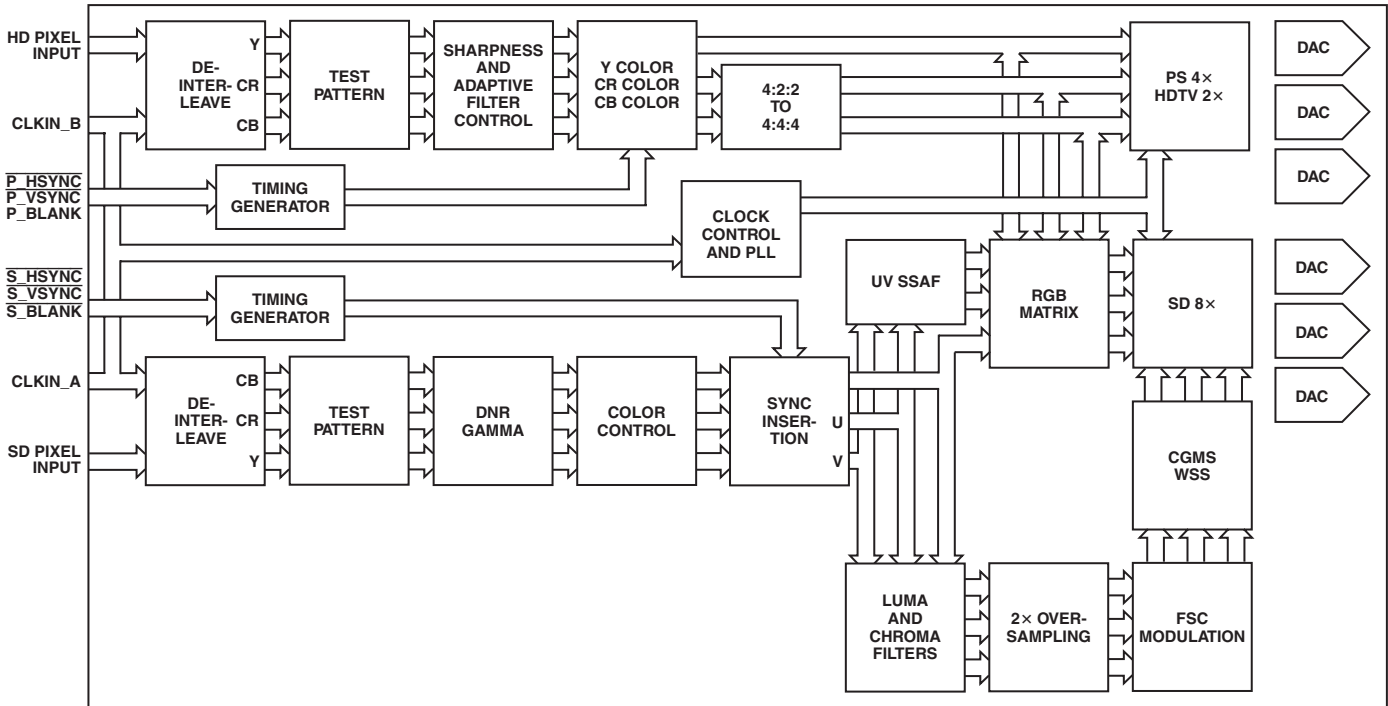 HD PIXEL
INPUT
CLKIN_B
P_HSYNC
P_VSYNC
P_BLANK
S_HSYNC
S_VSYNC
S_BLANK
CLKIN_A
SD PIXEL
INPUT
DE-
INTER-
LEAVE
Y
CR
CB
TEST
PATTERN
SHARPNESS
AND
ADAPTIVE
FILTER
CONTROL
Y COLOR
CR COLOR
CB COLOR
4:2:2
TO
4:4:4
PS 4×
HDTV 2×
DAC
DAC
DAC
TIMING
GENERATOR
CLOCK
CONTROL
AND PLL
TIMING
GENERATOR
UV SSAF
RGB
MATRIX
SD 8×
DAC
DAC
DAC
DE-
INTER-
LEAVE
CB
CR
Y
TEST
PATTERN
DNR
GAMMA
COLOR
CONTROL
SYNC
INSER-
TION
U
V
CGMS
WSS
LUMA
AND
CHROMA
FILTERS
2× OVER-
SAMPLING
FSC
MODULATION